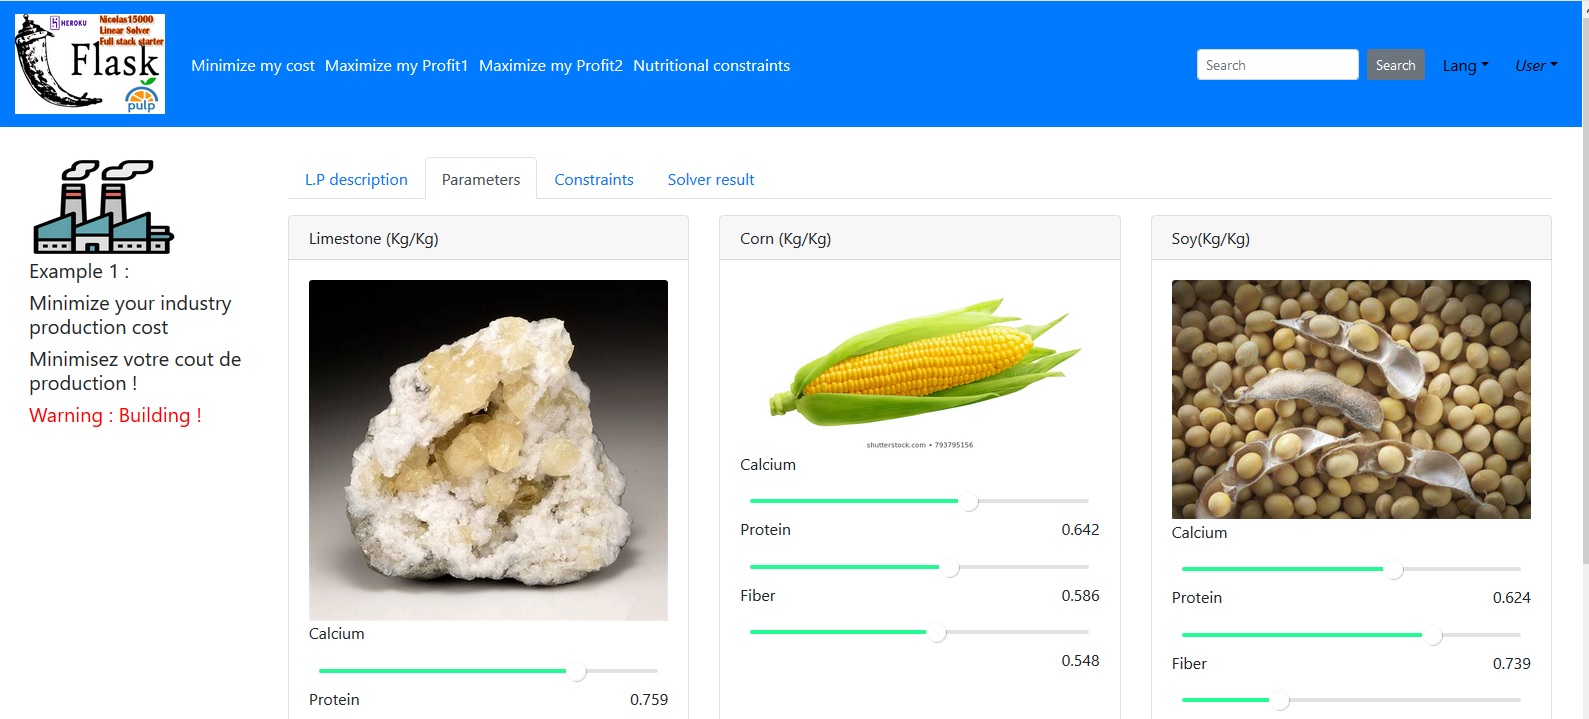 HEROKU
Nicolas15000
Linear Solver
Full stack starter
Flask
pulp
Minimize my cost Maximize my Profit1 Maximize my Profit2 Nutritional constraints
Search Search Lang User
Example 1 :
Minimize your industry
production cost
Minimisez votre cout de
production !
Warning : Building !
L.P description Parameters Constraints Solver result
Limestone (Kg/Kg)
Calcium
Protein 0.759
Corn (Kg/Kg)
shutterstock.com • 793795156
Calcium
Protein 0.642
Fiber 0.586
0.548
Soy(Kg/Kg)
Calcium
Protein 0.624
Fiber 0.739